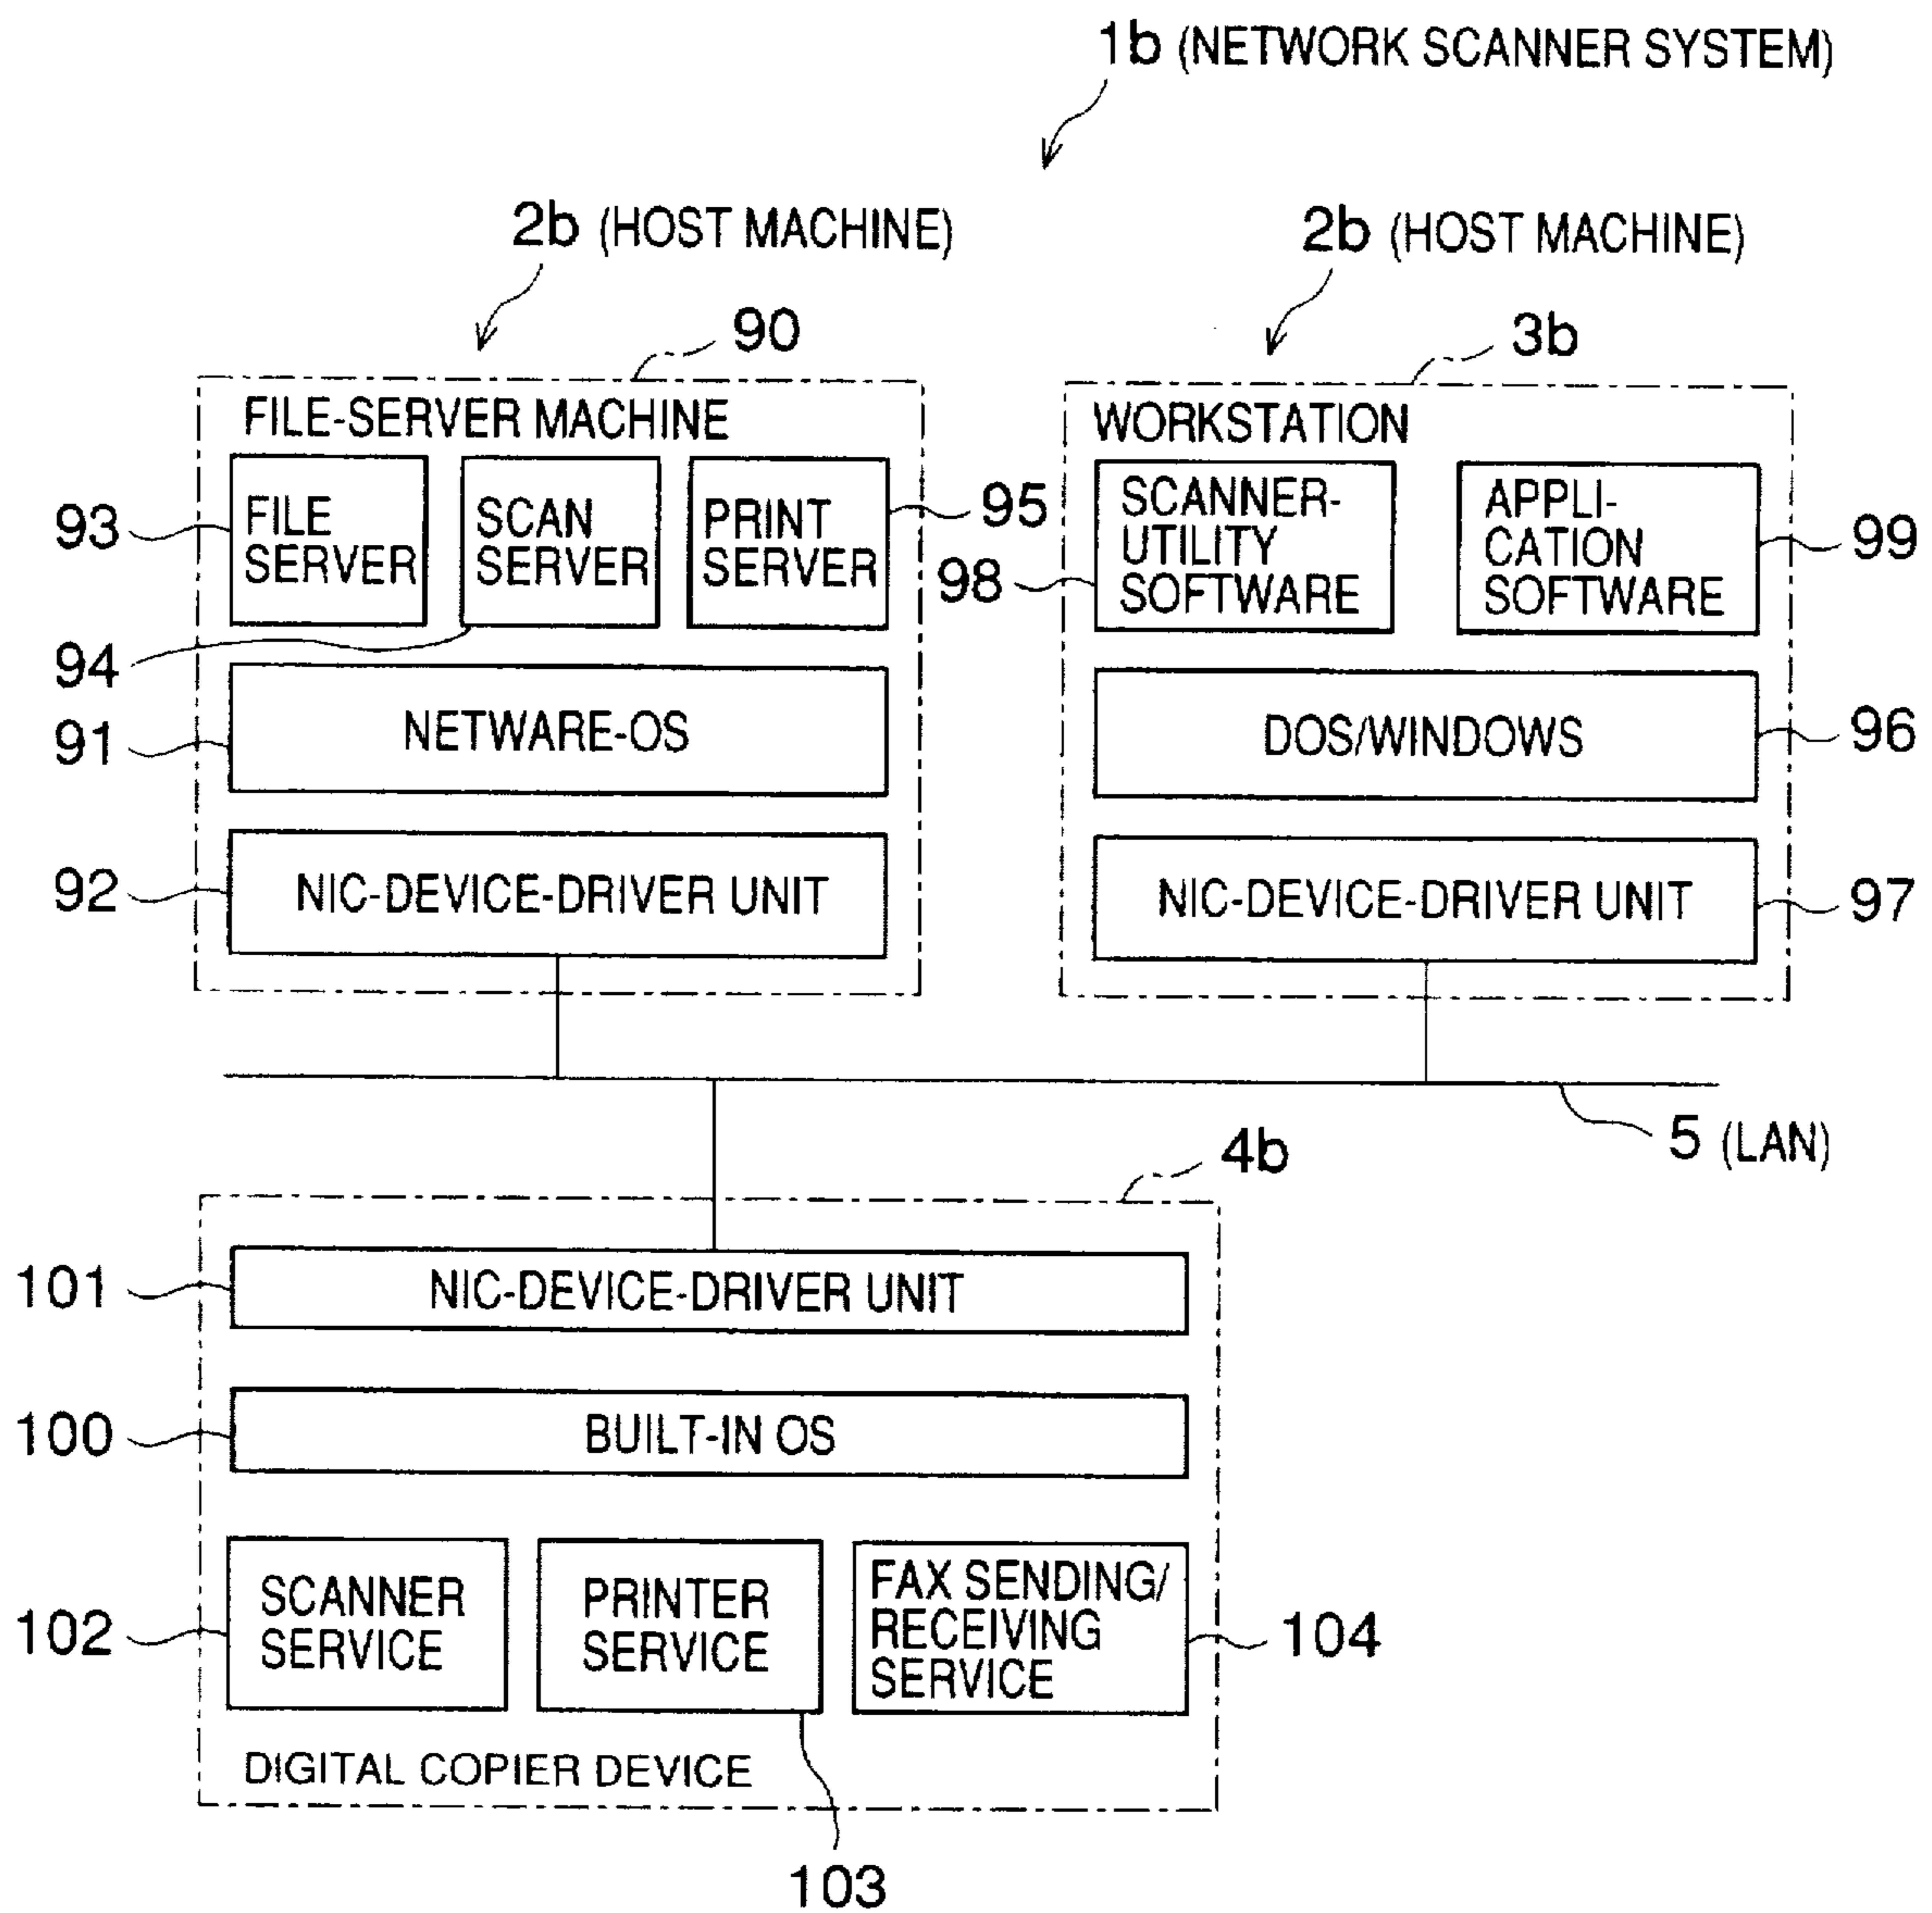 1b (NETWORK SCANNER SYSTEM)
2b (HOST MACHINE)
2b (HOST MACHINE)
90
3b
FILE-SERVER MACHINE
93
FILE
SERVER
SCAN
SERVER
PRINT
SERVER
95
94
91
NETWARE-OS
92
NIC-DEVICE-DRIVER UNIT
WORKSTATION
98
SCANNER-
UTILITY
SOFTWARE
APPLI-
CATION
SOFTWARE
99
DOS/WINDOWS
96
NIC-DEVICE-DRIVER UNIT
97
5 (LAN)
4b
101
NIC-DEVICE-DRIVER UNIT
100
BUILT-IN OS
102
SCANNER
SERVICE
PRINTER
SERVICE
FAX SENDING/
RECEIVING
SERVICE
104
DIGITAL COPIER DEVICE
103